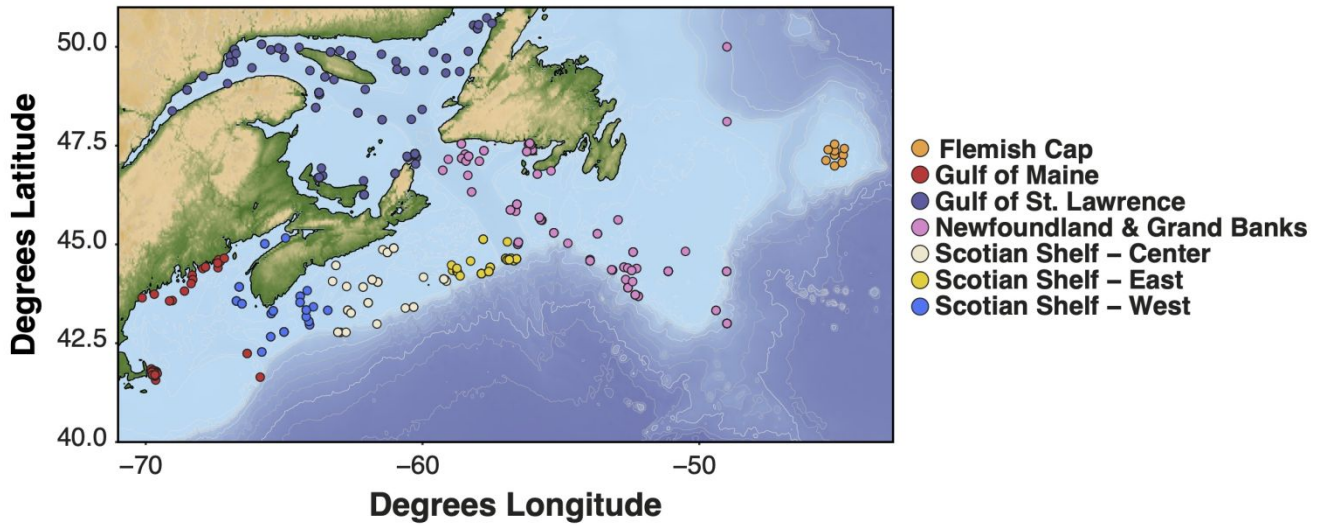 50.0
47.5
45.0
42.5
40.0
Degrees Latitude
−70
−60
−50
Degrees Longitude
Flemish Cap
Gulf of Maine
Gulf of St. Lawrence
Newfoundland & Grand Banks
Scotian Shelf − Center
Scotian Shelf − East
Scotian Shelf − West